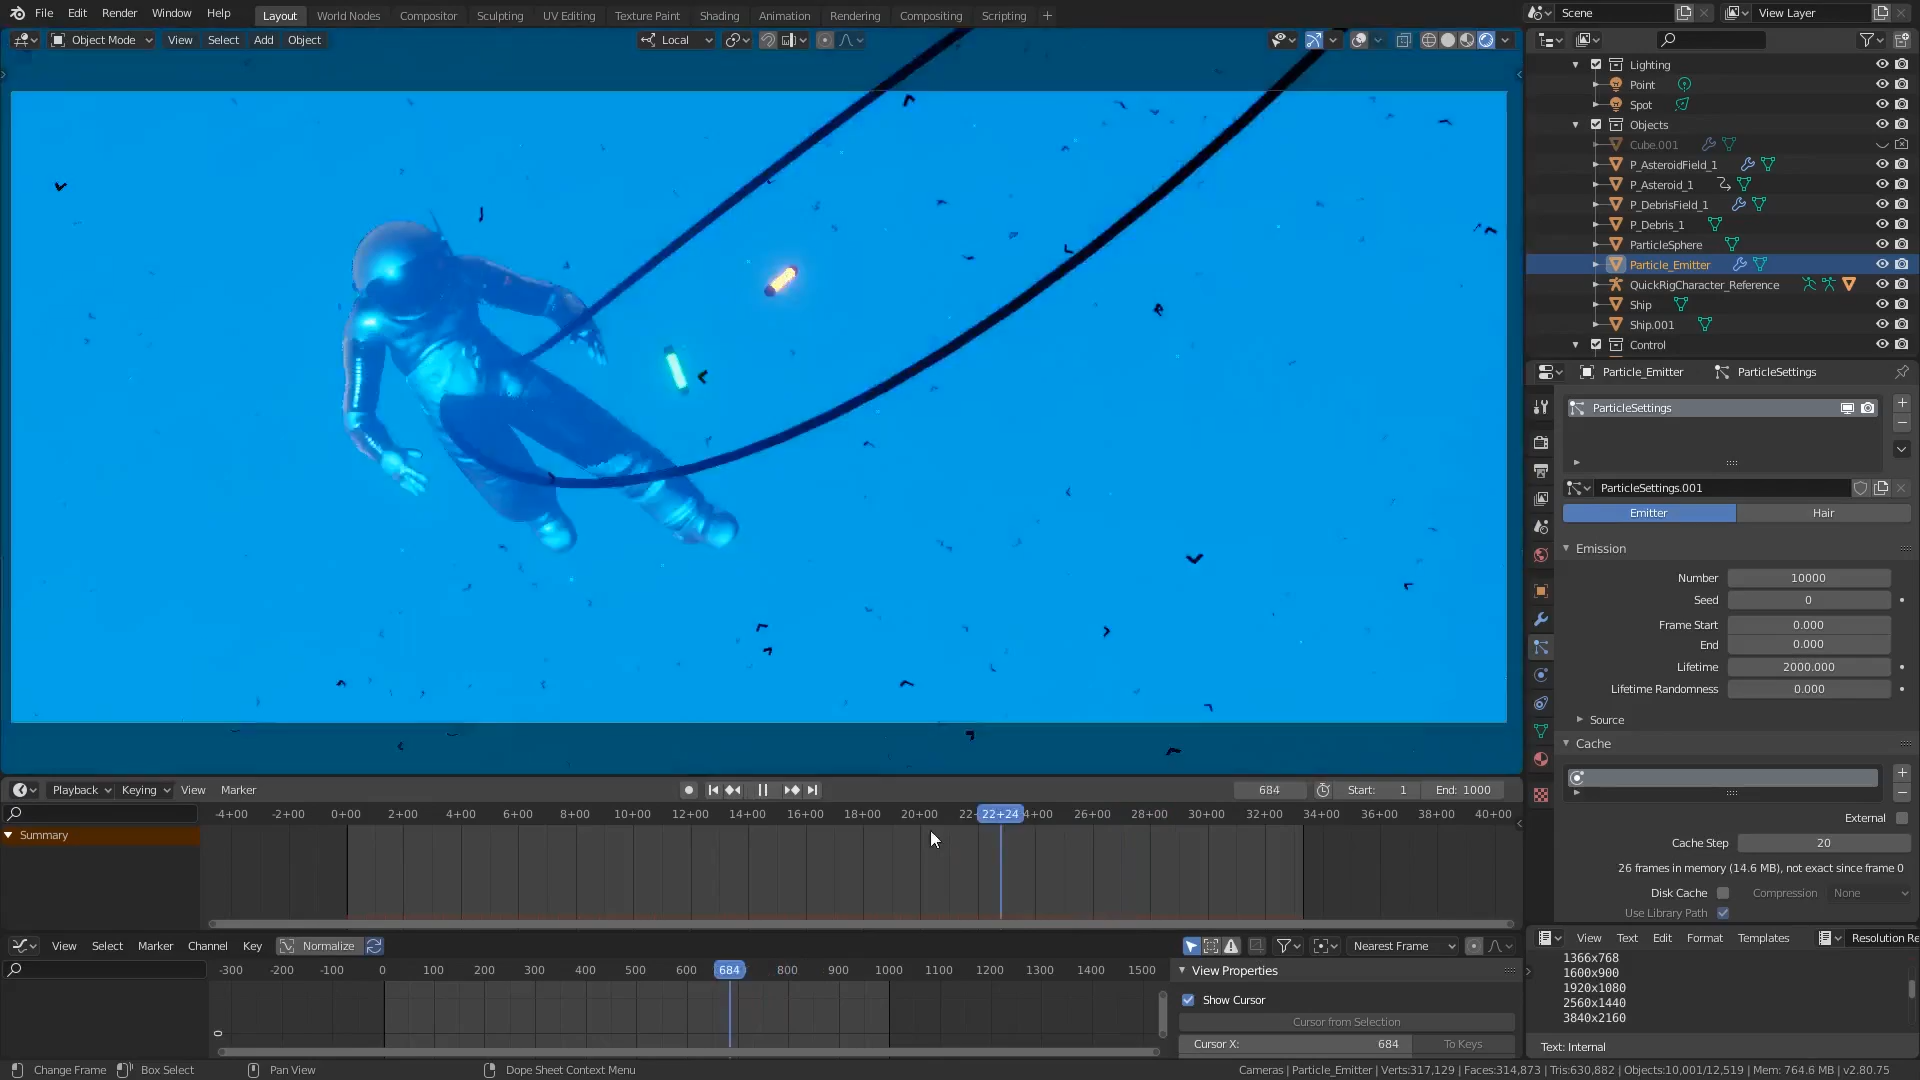 File Edit Render Window Help Layout World Nodes Compositor Sculpting UV Editing Texture Paint Shading Animation Rendering Compositing Scripting + Scene View Layer
Object Mode View Select Add Object Local
Lighting
Point
Spot
Objects
Cube.001
P_AsteroidField_1
P_Asteroid_1
P_DebrisField_1
P_Debris_1
ParticleSphere
Particle_Emitter
QuickRigCharacter_Reference
Ship
Ship.001
Control
Particle_Emitter ParticleSettings
ParticleSettings
ParticleSettings.001
Emitter Hair
Emission
Number 10000
Seed 0
Frame Start 0.000
End 0.000
Lifetime 2000.000
Lifetime Randomness 0.000
Source
Cache
External
Cache Step 20
26 frames in memory (14.6 MB), not exact since frame 0
Disk Cache Compression None
Use Library Path
Playback Keying View Marker 684 Start: 1 End: 1000
-4+00 -2+00 0+00 2+00 4+00 6+00 8+00 10+00 12+00 14+00 16+00 18+00 20+00 22- 22+24 4+00 26+00 28+00 30+00 32+00 34+00 36+00 38+00 40+00
Summary
View Select Marker Channel Key Normalize Nearest Frame
-300 -200 -100 0 100 200 300 400 500 600 684 800 900 1000 1100 1200 1300 1400 1500
0
View Properties
Show Cursor
Cursor from Selection
Cursor X: 684 To Keys
View Text Edit Format Templates Resolution Re
1366x768
1600x900
1920x1080
2560x1440
3840x2160
Text: Internal
Change Frame Box Select Pan View Dope Sheet Context Menu Cameras | Particle_Emitter | Verts:317,129 | Faces:314,873 | Tris:630,882 | Objects:10,001/12,519 | Mem: 764.6 MB | v2.80.75